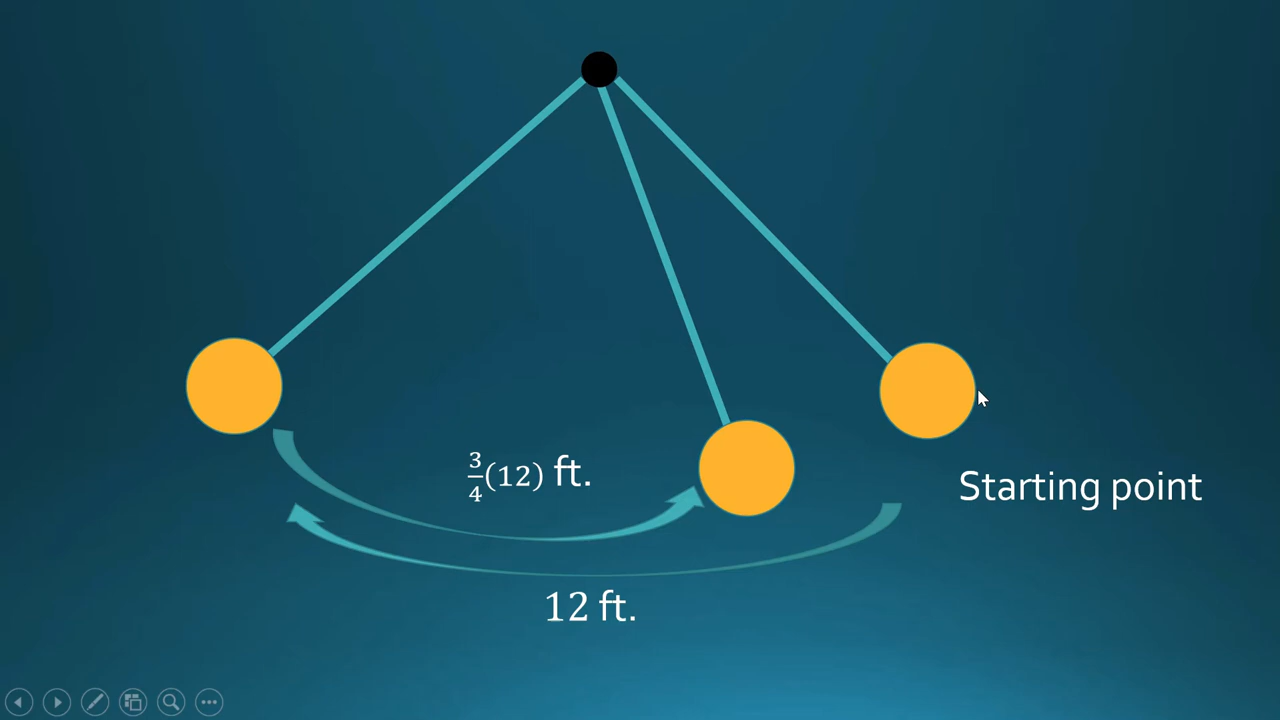 3/4(12) ft.
Starting point
12 ft.